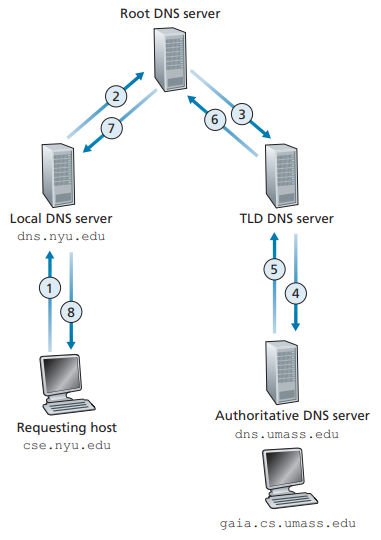 Root DNS server
2
7
3
6
Local DNS server
dns.nyu.edu
TLD DNS server
1
8
5
4
Requesting host
cse.nyu.edu
Authoritative DNS server
dns.umass.edu
gaia.cs.umass.edu